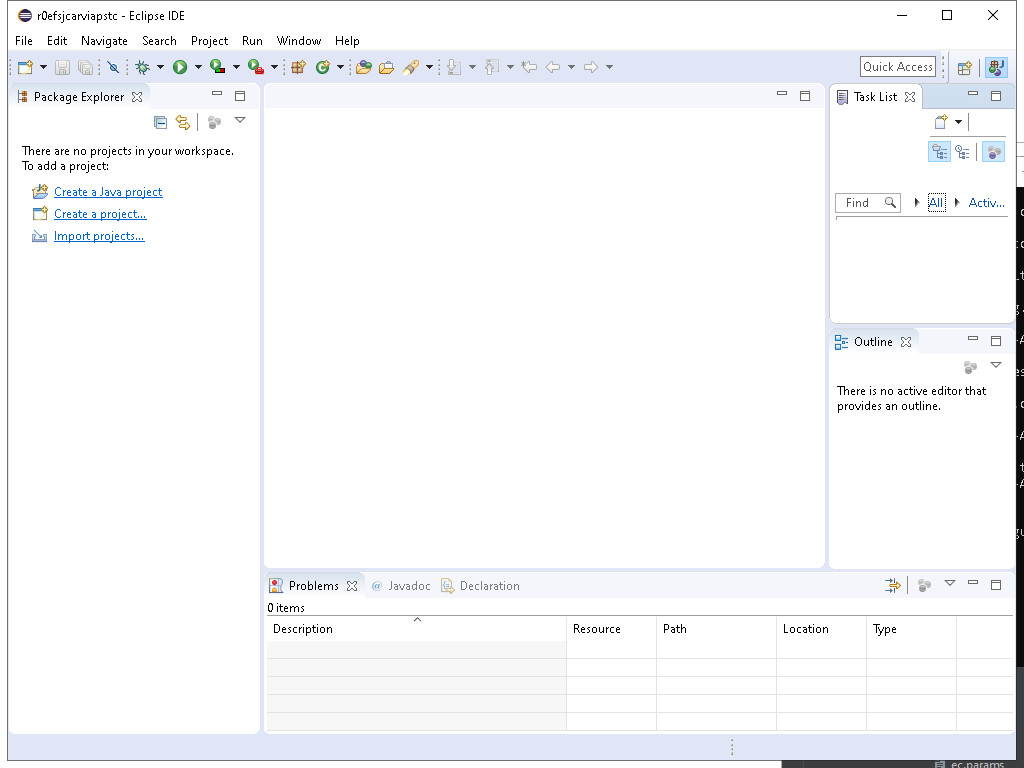 r0efsjcarviapstc - Eclipse IDE
File Edit Navigate Search Project Run Window Help
Quick Access
Package Explorer
Task List
There are no projects in your workspace.
To add a project:
Create a Java project
Create a project...
Import projects...
Find All Activ...
Outline
There is no active editor that
provides an outline.
Problems @ Javadoc Declaration
0 items
Description Resource Path Location Type
ec.params